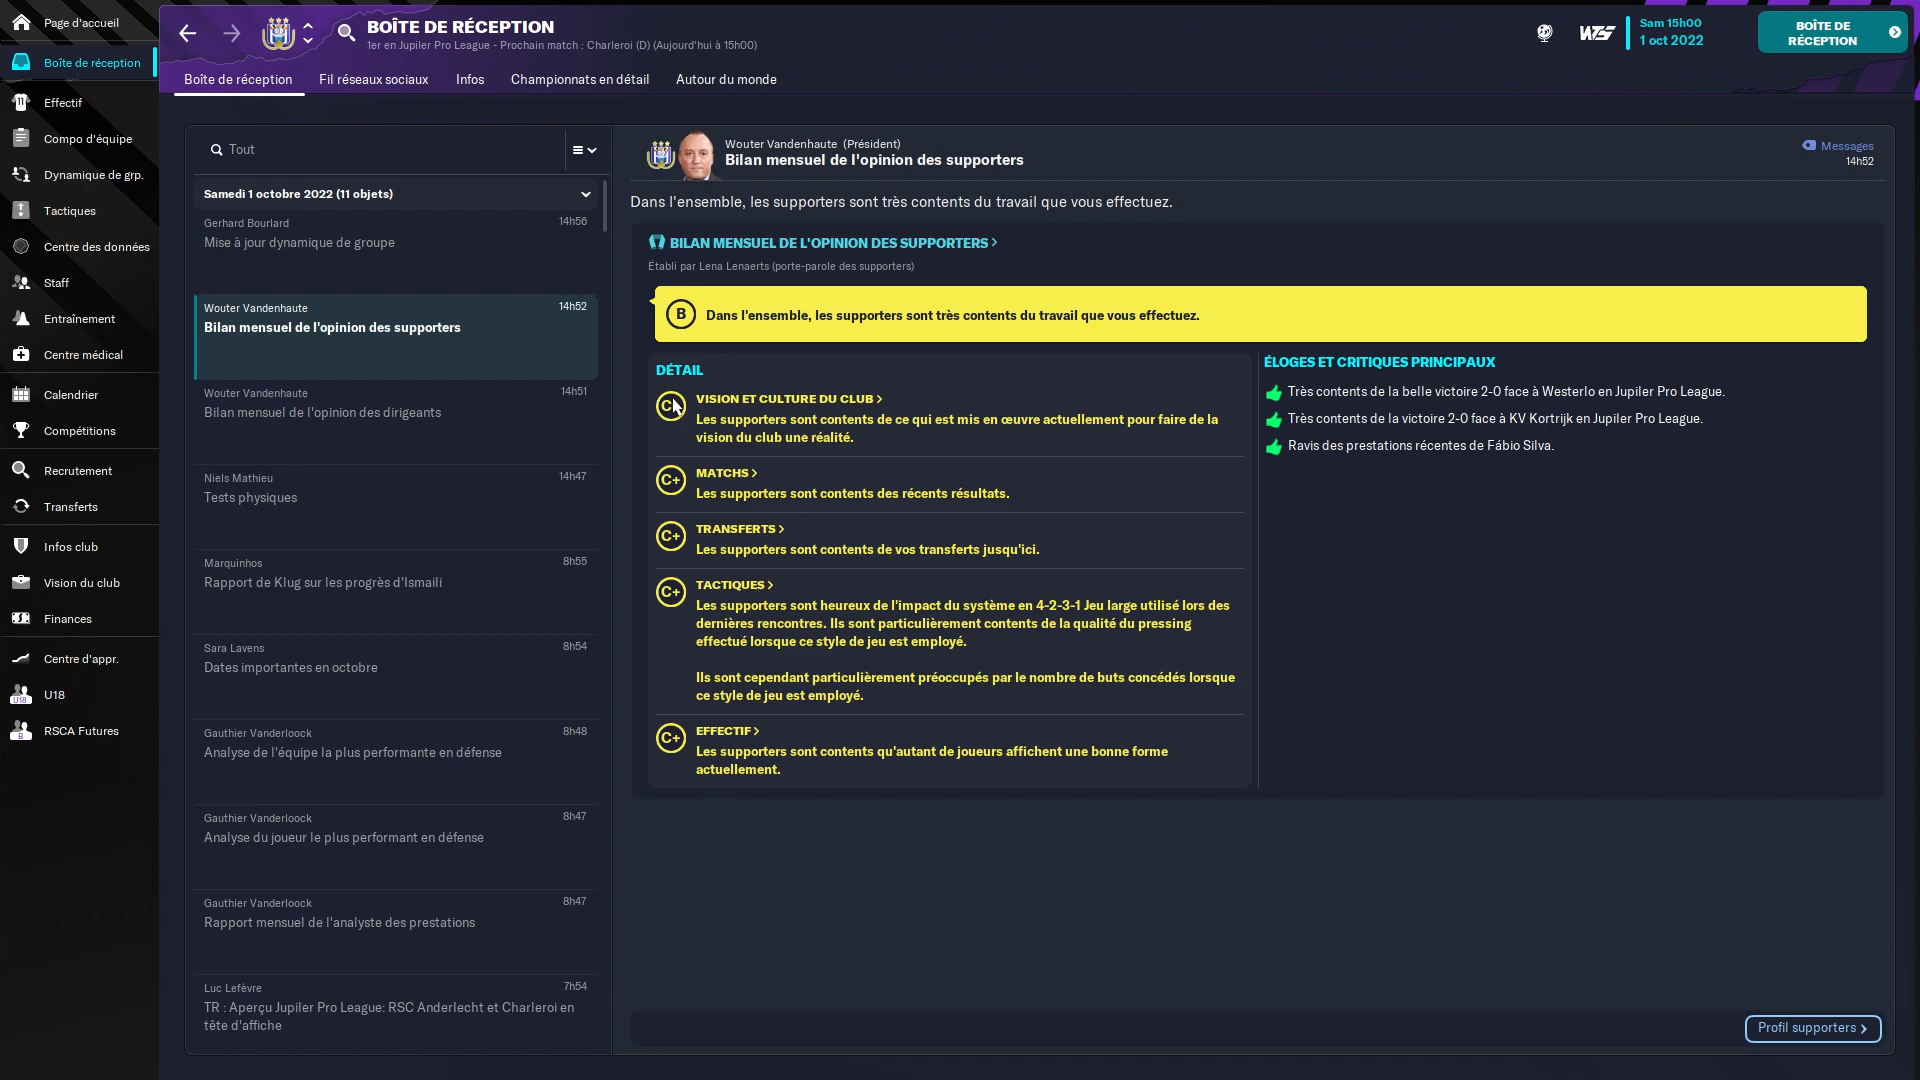 Page d'accueil
Boîte de réception
Effectif
Compo d'équipe
Dynamique de grp.
Tactiques
Centre des données
Staff
Entraînement
Centre médical
Calendrier
Compétitions
Recrutement
Transferts
Infos club
Vision du club
Finances
Centre d'appr.
U18
U18
RSCA Futures
B
BOÎTE DE RÉCEPTION
1er en Jupiler Pro League - Prochain match : Charleroi (D) (Aujourd'hui à 15h00)
Sam 15h00
1 oct 2022
BOÎTE DE
RÉCEPTION
Boîte de réception
Fil réseaux sociaux
Infos
Championnats en détail
Autour du monde
Tout
Samedi 1 octobre 2022 (11 objets)
Gerhard Bourlard 14h56
Mise à jour dynamique de groupe
Wouter Vandenhaute 14h52
Bilan mensuel de l'opinion des supporters
Wouter Vandenhaute 14h51
Bilan mensuel de l'opinion des dirigeants
Niels Mathieu 14h47
Tests physiques
Marquinhos 8h55
Rapport de Klug sur les progrès d'Ismaili
Sara Lavens 8h54
Dates importantes en octobre
Gauthier Vanderloock 8h48
Analyse de l'équipe la plus performante en défense
Gauthier Vanderloock 8h47
Analyse du joueur le plus performant en défense
Gauthier Vanderloock 8h47
Rapport mensuel de l'analyste des prestations
Luc Lefèvre 7h54
TR : Aperçu Jupiler Pro League: RSC Anderlecht et Charleroi en
tête d'affiche
Wouter Vandenhaute (Président)
Bilan mensuel de l'opinion des supporters
Messages
14h52
Dans l'ensemble, les supporters sont très contents du travail que vous effectuez.
BILAN MENSUEL DE L'OPINION DES SUPPORTERS
Établi par Lena Lenaerts (porte-parole des supporters)
B Dans l'ensemble, les supporters sont très contents du travail que vous effectuez.
DÉTAIL
C VISION ET CULTURE DU CLUB
Les supporters sont contents de ce qui est mis en œuvre actuellement pour faire de la
vision du club une réalité.
C+ MATCHS
Les supporters sont contents des récents résultats.
C+ TRANSFERTS
Les supporters sont contents de vos transferts jusqu'ici.
C+ TACTIQUES
Les supporters sont heureux de l'impact du système en 4-2-3-1 Jeu large utilisé lors des
dernières rencontres. Ils sont particulièrement contents de la qualité du pressing
effectué lorsque ce style de jeu est employé.
Ils sont cependant particulièrement préoccupés par le nombre de buts concédés lorsque
ce style de jeu est employé.
C+ EFFECTIF
Les supporters sont contents qu'autant de joueurs affichent une bonne forme
actuellement.
ÉLOGES ET CRITIQUES PRINCIPAUX
Très contents de la belle victoire 2-0 face à Westerlo en Jupiler Pro League.
Très contents de la victoire 2-0 face à KV Kortrijk en Jupiler Pro League.
Ravis des prestations récentes de Fábio Silva.
Profil supporters